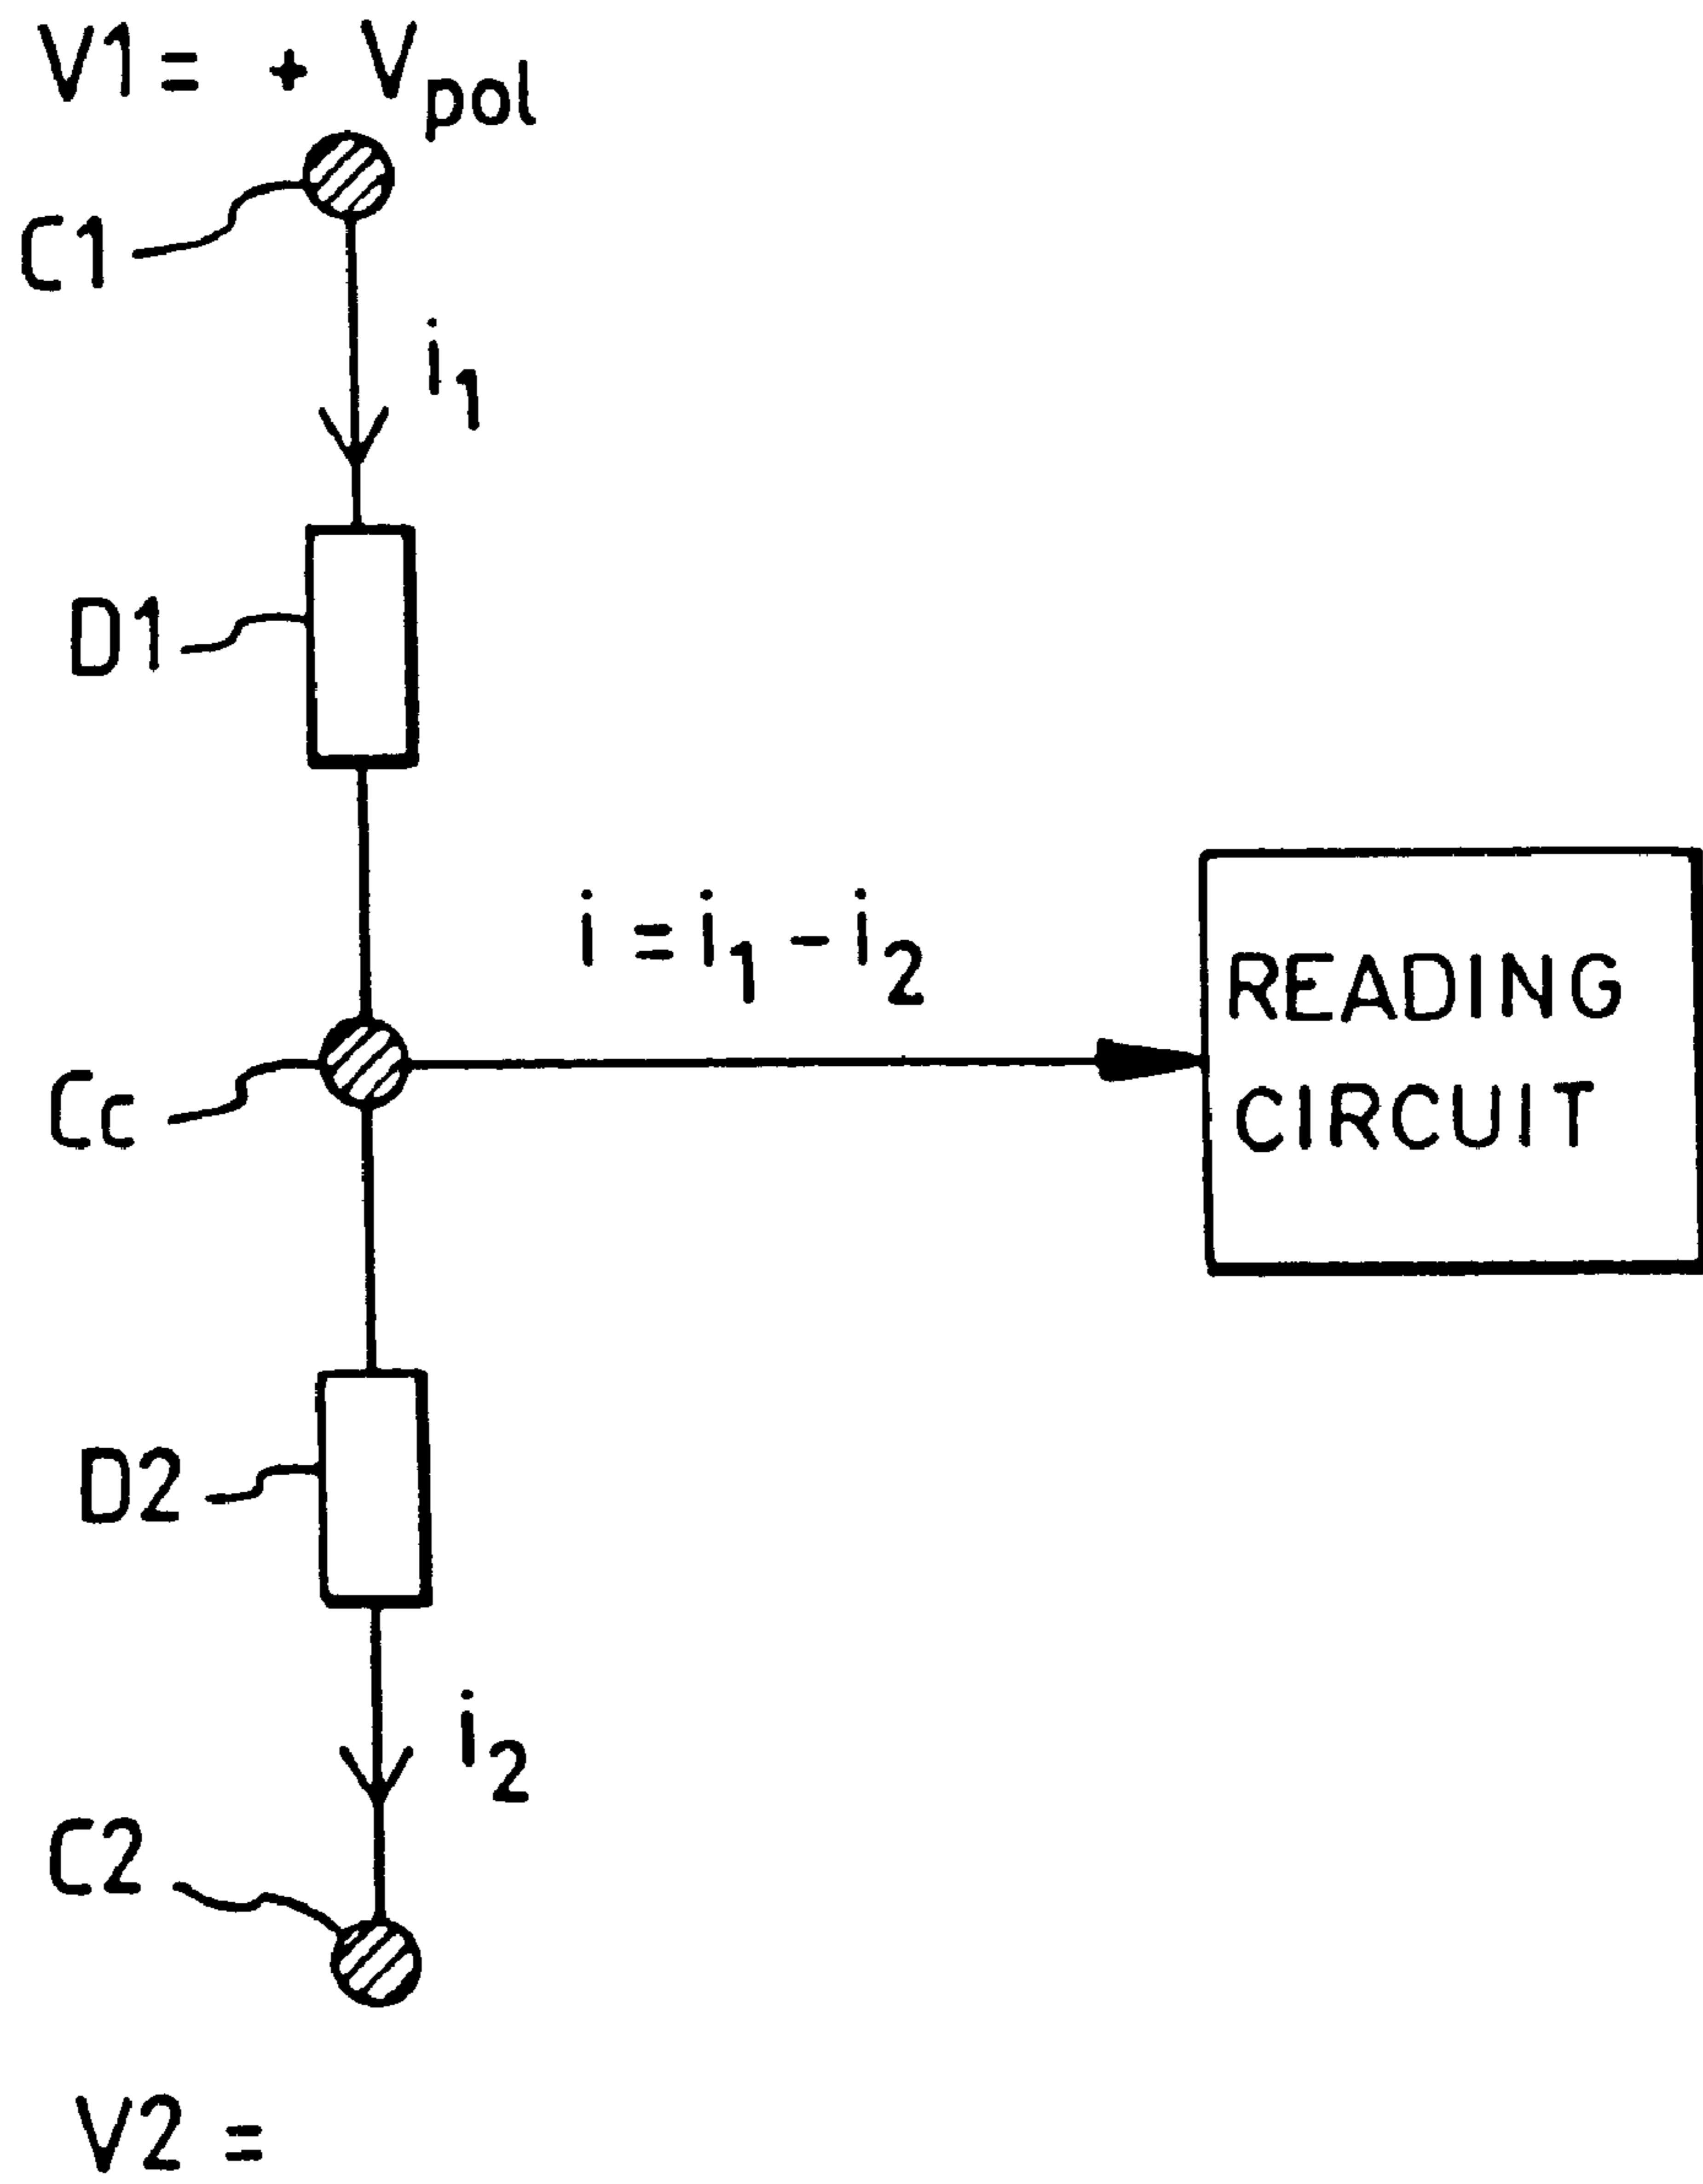 V1= + Vpol
C1
i1
D1
i = i1 - i2
READING
CIRCUIT
Cc
D2
i2
C2
V2 =